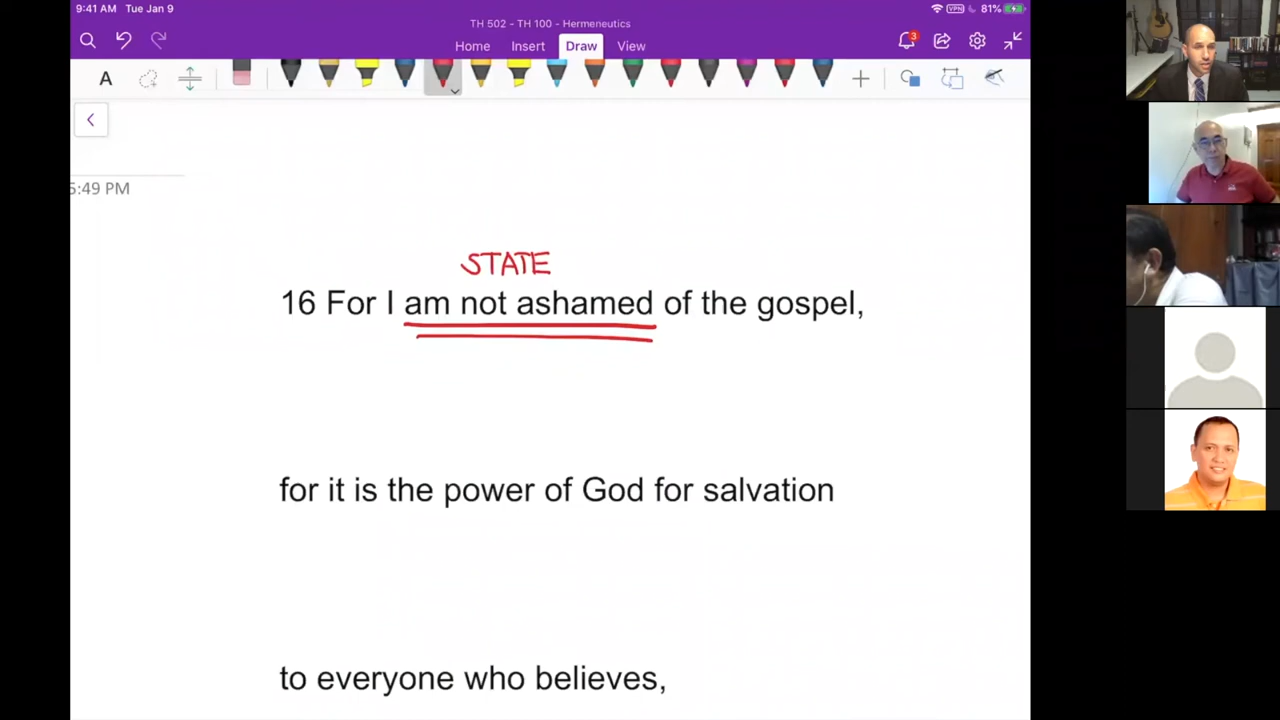 9:41 AM Tue Jan 9
VPN 81%
TH 502 - TH 100 - Hermeneutics
Home Insert Draw View
3
A
5:49 PM
STATE
16 For I am not ashamed of the gospel,
for it is the power of God for salvation
to everyone who believes,